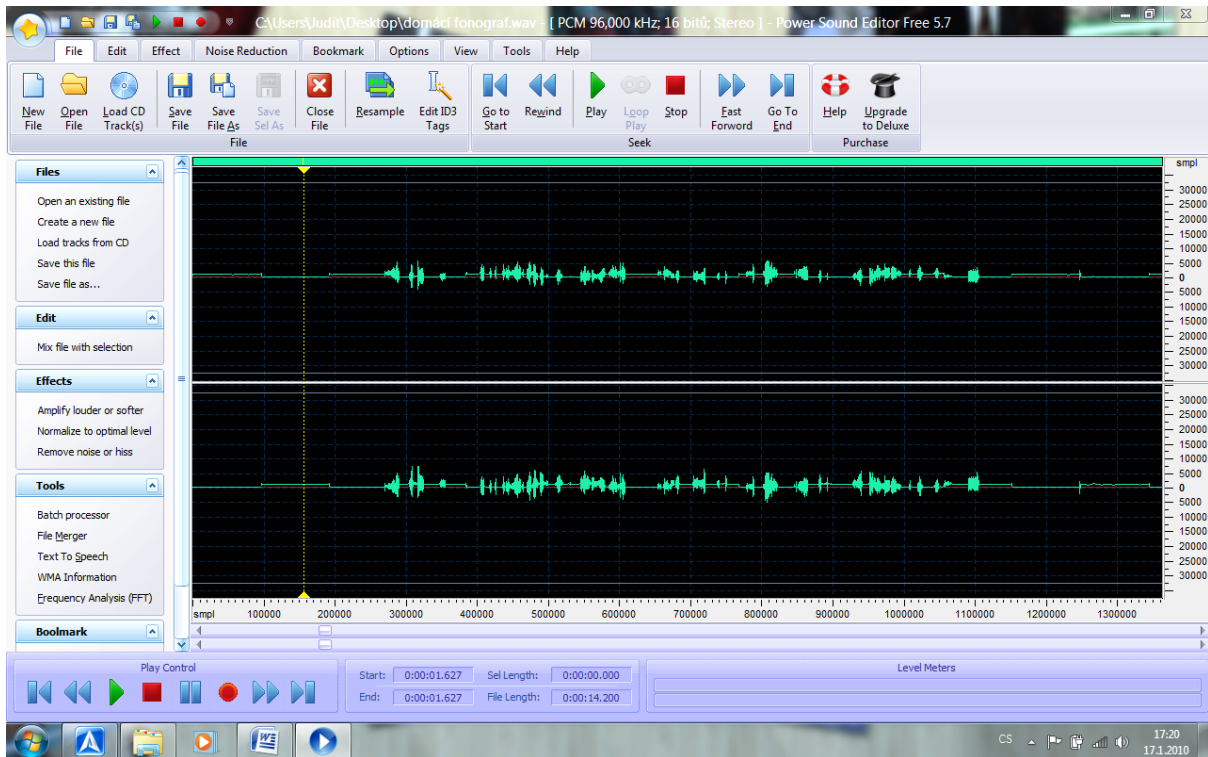 C:\Users\Judit\Desktop\domácí fonograf.wav - [ PCM 96,000 kHz; 16 bitů; Stereo ] - Power Sound Editor Free 5.7
File Edit Effect Noise Reduction Bookmark Options View Tools Help
New File Open File Load CD Track(s) Save File Save File As Save Sel As Close File Resample Edit ID3 Tags Go to Start Rewind Play Loop Play Stop Fast Forword Go To End Help Upgrade to Deluxe
File Seek Purchase
Files
Open an existing file
Create a new file
Load tracks from CD
Save this file
Save file as...
Edit
Mix file with selection
Effects
Amplify louder or softer
Normalize to optimal level
Remove noise or hiss
Tools
Batch processor
File Merger
Text To Speech
WMA Information
Frequency Analysis (FFT)
Boolmark
smpl
30000
25000
20000
15000
10000
5000
0
5000
10000
15000
20000
25000
30000
30000
25000
20000
15000
10000
5000
0
5000
10000
15000
20000
25000
30000
smpl 100000 200000 300000 400000 500000 600000 700000 800000 900000 1000000 1100000 1200000 1300000
Play Control
Start: 0:00:01.627 Sel Length: 0:00:00.000
End: 0:00:01.627 File Length: 0:00:14.200
Level Meters
CS 17:20
17.1.2010